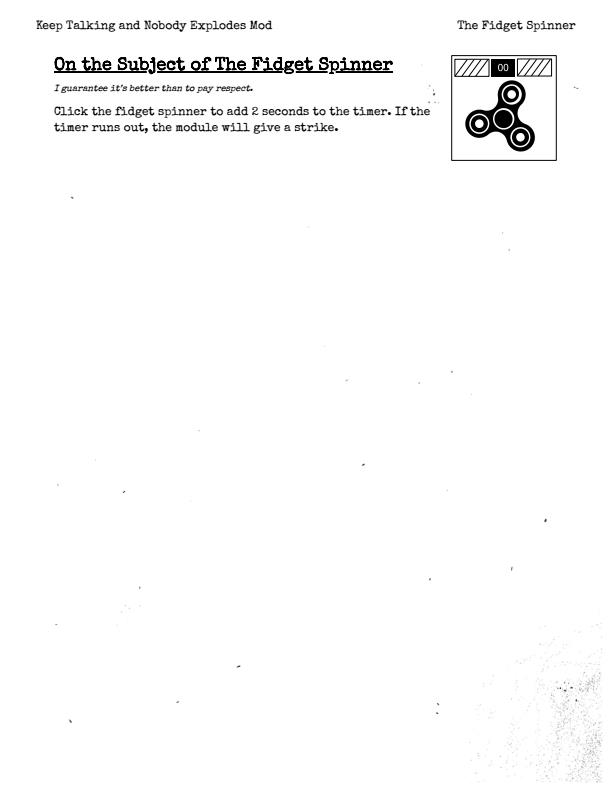 Keep Talking and Nobody Explodes Mod
The Fidget Spinner
On the Subject of The Fidget Spinner
I guarantee it's better than to pay respect.
Click the fidget spinner to add 2 seconds to the timer. If the
timer runs out, the module will give a strike.
00